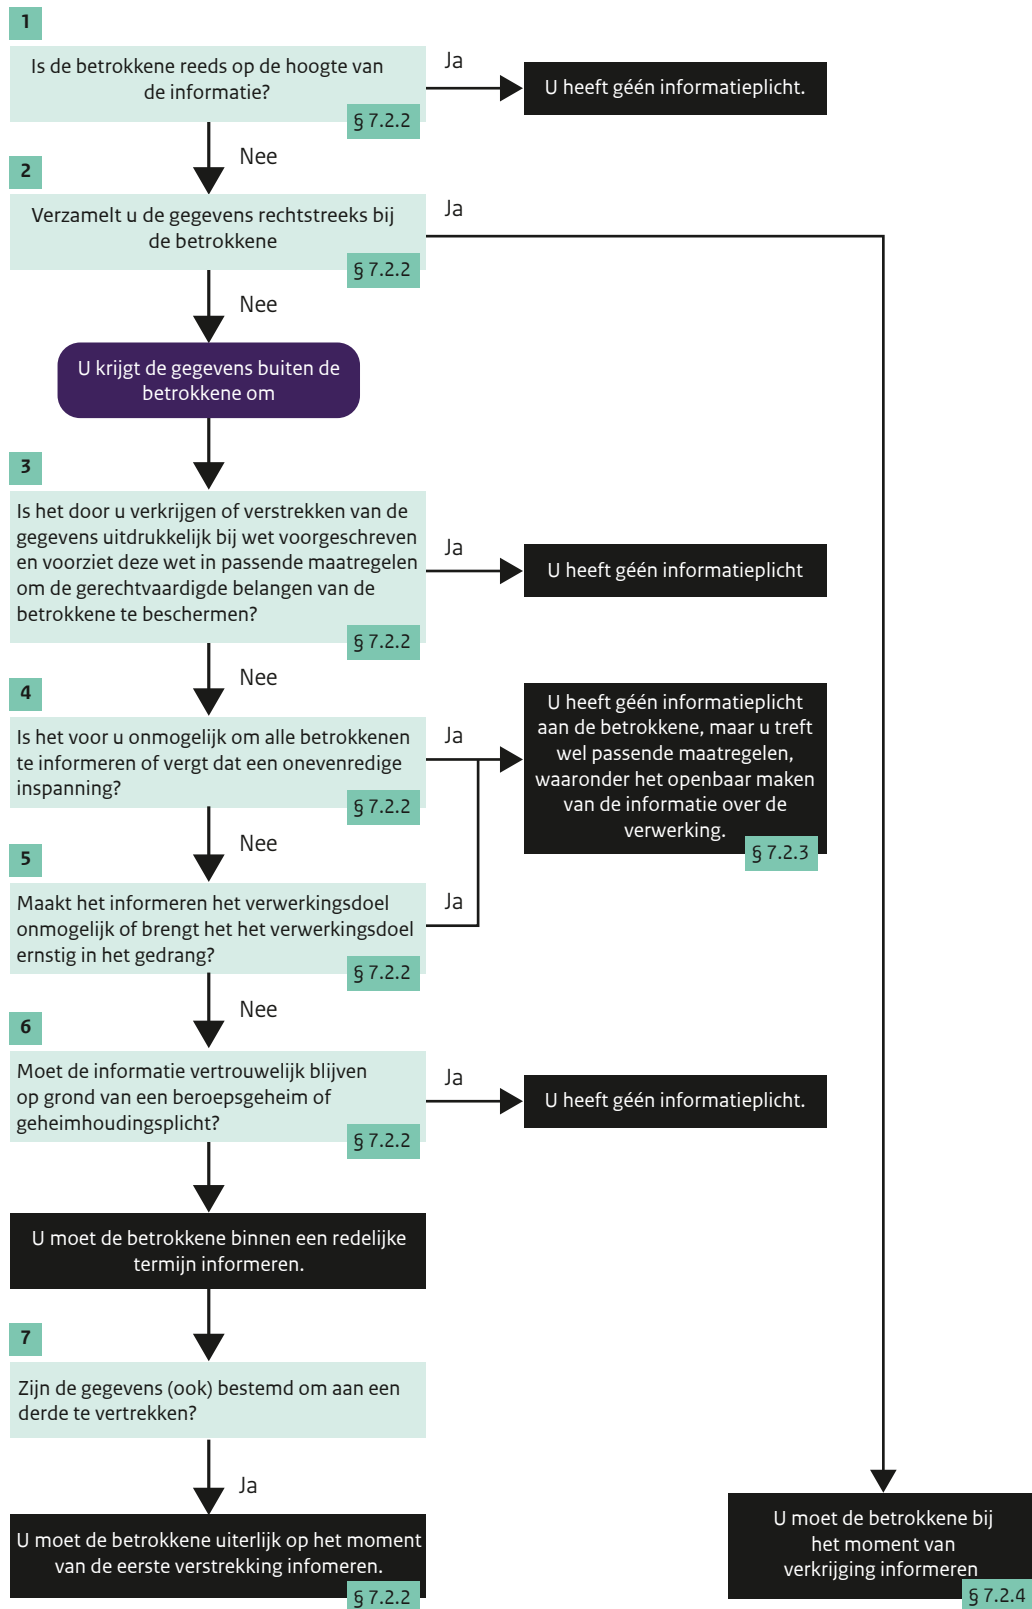 1
Is de betrokkene reeds op de hoogte van
de informatie?
§ 7.2.2
Ja
U heeft géén informatieplicht.
Nee
2
Verzamelt u de gegevens rechtstreeks bij
de betrokkene
§ 7.2.2
Ja
Nee
U krijgt de gegevens buiten de
betrokkene om
3
Is het door u verkrijgen of verstrekken van de
gegevens uitdrukkelijk bij wet voorgeschreven
en voorziet deze wet in passende maatregelen
om de gerechtvaardigde belangen van de
betrokkene te beschermen?
§ 7.2.2
Ja
U heeft géén informatieplicht
Nee
4
Is het voor u onmogelijk om alle betrokkenen
te informeren of vergt dat een onevenredige
inspanning?
§ 7.2.2
Ja
U heeft géén informatieplicht
aan de betrokkene, maar u treft
wel passende maatregelen,
waaronder het openbaar maken
van de informatie over de
verwerking.
§ 7.2.3
Nee
5
Maakt het informeren het verwerkingsdoel
onmogelijk of brengt het het verwerkingsdoel
ernstig in het gedrang?
§ 7.2.2
Ja
Nee
6
Moet de informatie vertrouwelijk blijven
op grond van een beroepsgeheim of
geheimhoudingsplicht?
§ 7.2.2
Ja
U heeft géén informatieplicht.
U moet de betrokkene binnen een redelijke
termijn informeren.
7
Zijn de gegevens (ook) bestemd om aan een
derde te vertrekken?
Ja
U moet de betrokkene uiterlijk op het moment
van de eerste verstrekking infomeren.
§ 7.2.2
U moet de betrokkene bij
het moment van
verkrijging informeren
§ 7.2.4